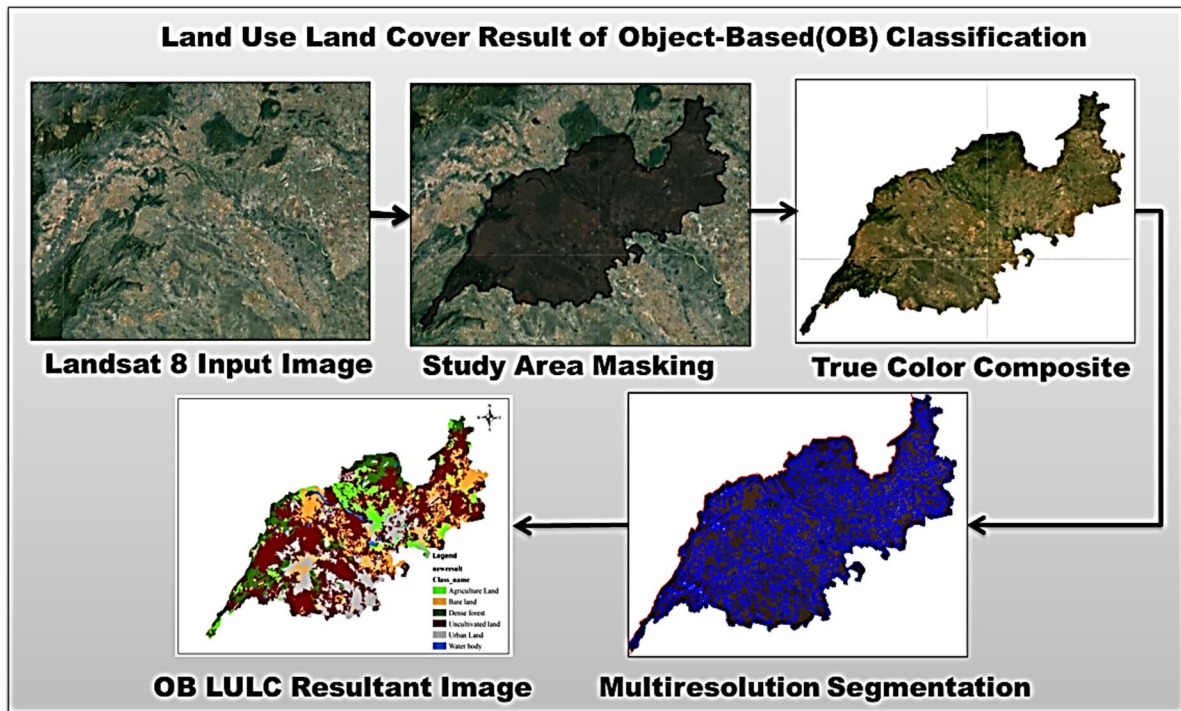 Land Use Land Cover Result of Object-Based(OB) Classification
Landsat 8 Input Image
Study Area Masking
True Color Composite
Legend
newresult
Class_name
Agriculture Land
Bare land
Dense forest
Uncultivated land
Urban Land
Water body
OB LULC Resultant Image
Multiresolution Segmentation